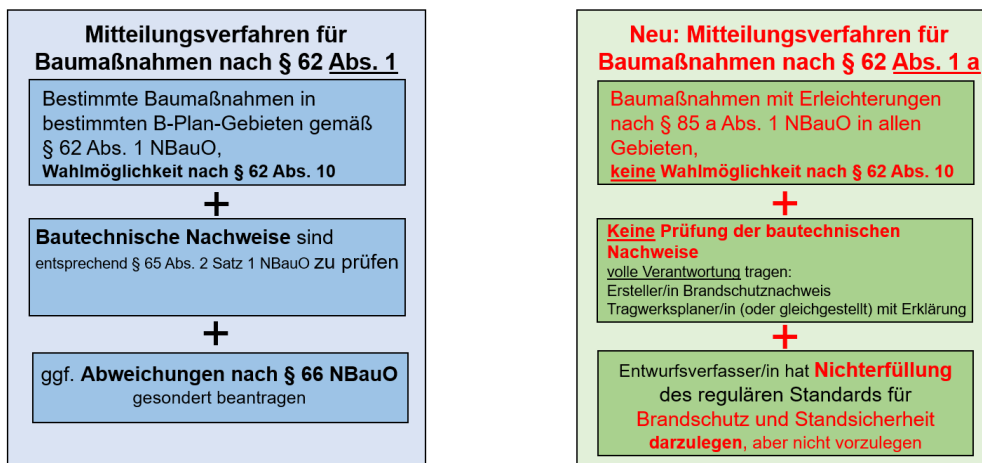 Mitteilungsverfahren für
Baumaßnahmen nach § 62 Abs. 1
Bestimmte Baumaßnahmen in
bestimmten B-Plan-Gebieten gemäß
§ 62 Abs. 1 NBauO,
Wahlmöglichkeit nach § 62 Abs. 10
+
Bautechnische Nachweise sind
entsprechend § 65 Abs. 2 Satz 1 NBauO zu prüfen
+
ggf. Abweichungen nach § 66 NBauO
gesondert beantragen
Neu: Mitteilungsverfahren für
Baumaßnahmen nach § 62 Abs. 1 a
Baumaßnahmen mit Erleichterungen
nach § 85 a Abs. 1 NBauO in allen
Gebieten,
keine Wahlmöglichkeit nach § 62 Abs. 10
+
Keine Prüfung der bautechnischen
Nachweise
volle Verantwortung tragen:
Ersteller/in Brandschutznachweis
Tragwerksplaner/in (oder gleichgestellt) mit Erklärung
+
Entwurfsverfasser/in hat Nichterfüllung
des regulären Standards für
Brandschutz und Standsicherheit
darzulegen, aber nicht vorzulegen